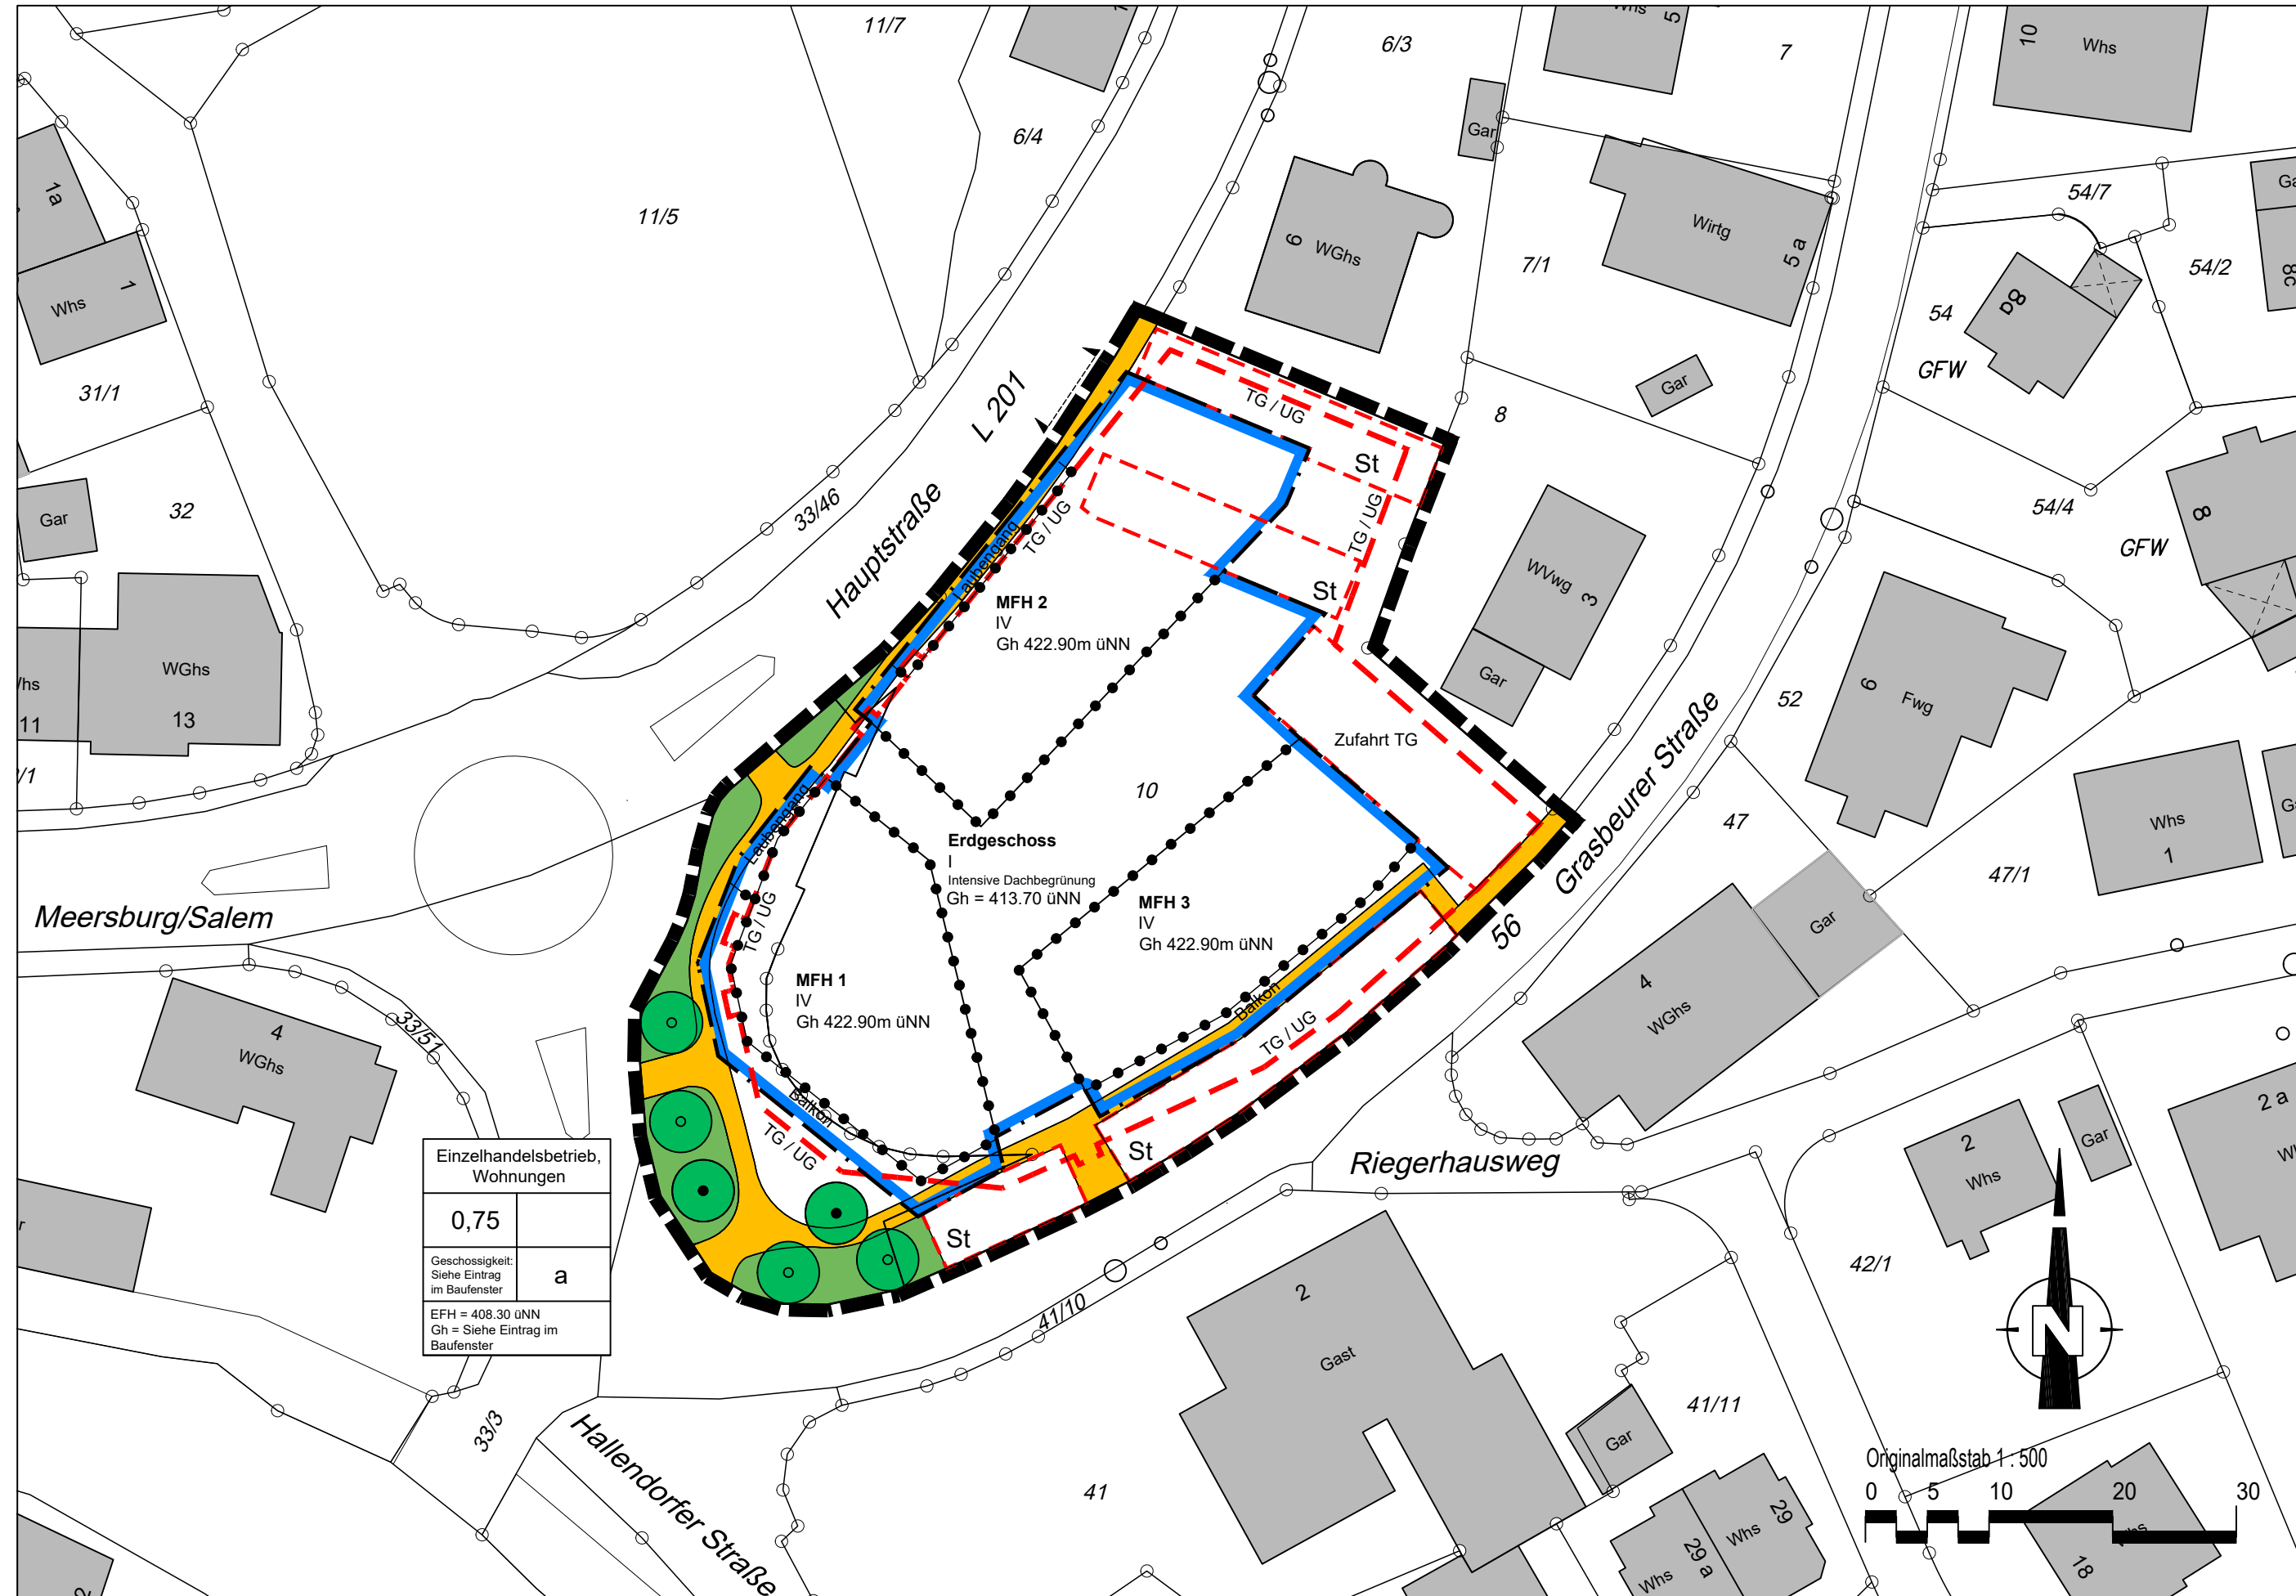 11/7
6/3
Whs
5
7
10
Whs
6/4
Gar
1a
11/5
6
WGhs
Wirtg
5 a
7/1
54/7
54/2
8c
54
8d
GFW
Whs
1
31/1
L 201
TG / UG
8
Gar
St
TG / UG
54/4
GFW
8
Gar
32
33/46
Hauptstraße
Laubengang
TG / UG
St
WVwg
3
Gar
MFH 2
IV
Gh 422.90m üNN
WGhs
13
11
52
6
Fwg
Zufahrt TG
10
Grasbeurer Straße
47
Whs
1
47/1
Laubengang
TG / UG
Erdgeschoss
I
Intensive Dachbegrünung
Gh = 413.70 üNN
MFH 3
IV
Gh 422.90m üNN
56
Gar
Meersburg/Salem
MFH 1
IV
Gh 422.90m üNN
Balkon
TG / UG
4
WGhs
4
WGhs
33/51
Balkon
TG / UG
St
Riegerhausweg
2
Whs
Gar
2 a
Einzelhandelsbetrieb,
Wohnungen
0,75
Geschossigkeit:
Siehe Eintrag
im Baufenster
a
EFH = 408.30 üNN
Gh = Siehe Eintrag im
Baufenster
St
42/1
41/10
2
Gast
N
33/3
Hallendorfer Straße
41
41/11
Gar
Originalmaßstab 1 : 500
0 5 10 20 30
29
Whs
29 a
Whs
18